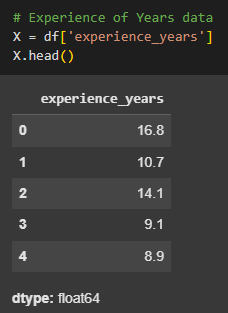 # Experience of Years data
X = df['experience_years']
X.head()
experience_years
0 16.8
1 10.7
2 14.1
3 9.1
4 8.9
dtype: float64